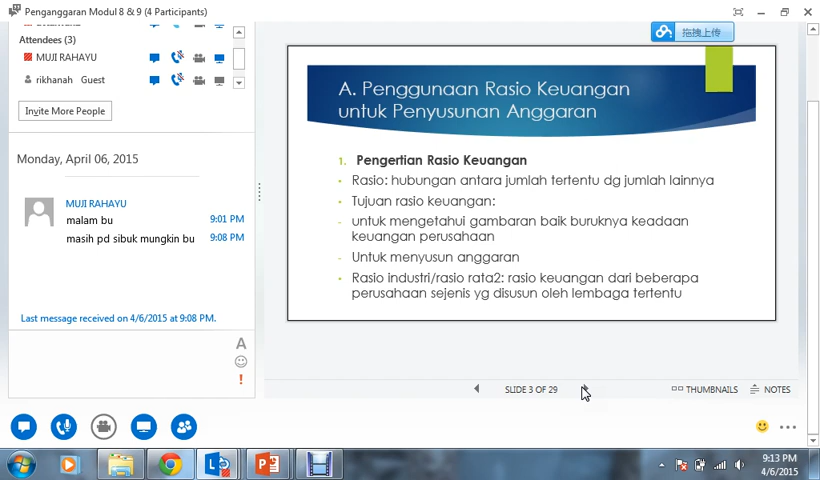 Penganggaran Modul 8 & 9 (4 Participants)
Attendees (3)
MUJI RAHAYU
rikhanah Guest
Invite More People
Monday, April 06, 2015
MUJI RAHAYU
malam bu 9:01 PM
masih pd sibuk mungkin bu 9:08 PM
Last message received on 4/6/2015 at 9:08 PM.
A
!
拖拽上传
A. Penggunaan Rasio Keuangan
untuk Penyusunan Anggaran
1. Pengertian Rasio Keuangan
• Rasio: hubungan antara jumlah tertentu dg jumlah lainnya
• Tujuan rasio keuangan:
- untuk mengetahui gambaran baik buruknya keadaan
keuangan perusahaan
- Untuk menyusun anggaran
• Rasio industri/rasio rata2: rasio keuangan dari beberapa
perusahaan sejenis yg disusun oleh lembaga tertentu
SLIDE 3 OF 29
THUMBNAILS
NOTES
9:13 PM
4/6/2015